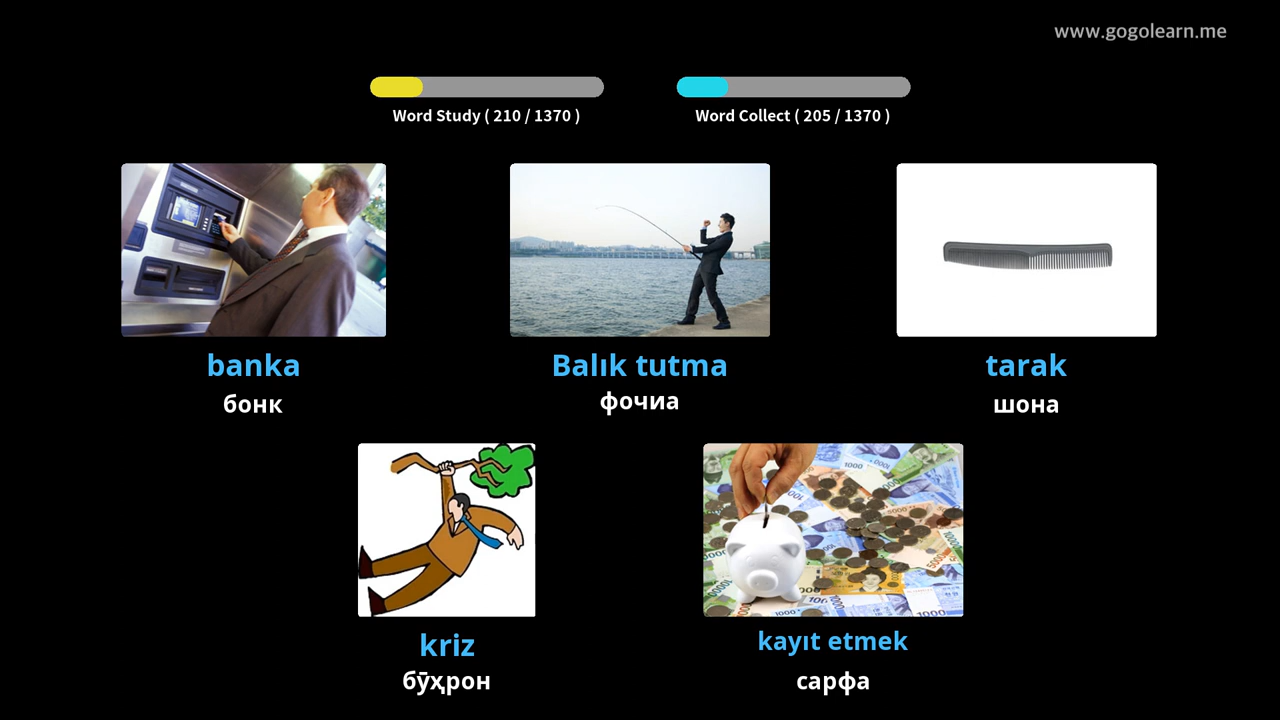 www.gogolearn.me
Word Study ( 210 / 1370 )
Word Collect ( 205 / 1370 )
banka
Balık tutma
tarak
бонк
фочиа
шона
kriz
kayıt etmek
бӯҳрон
сарфа